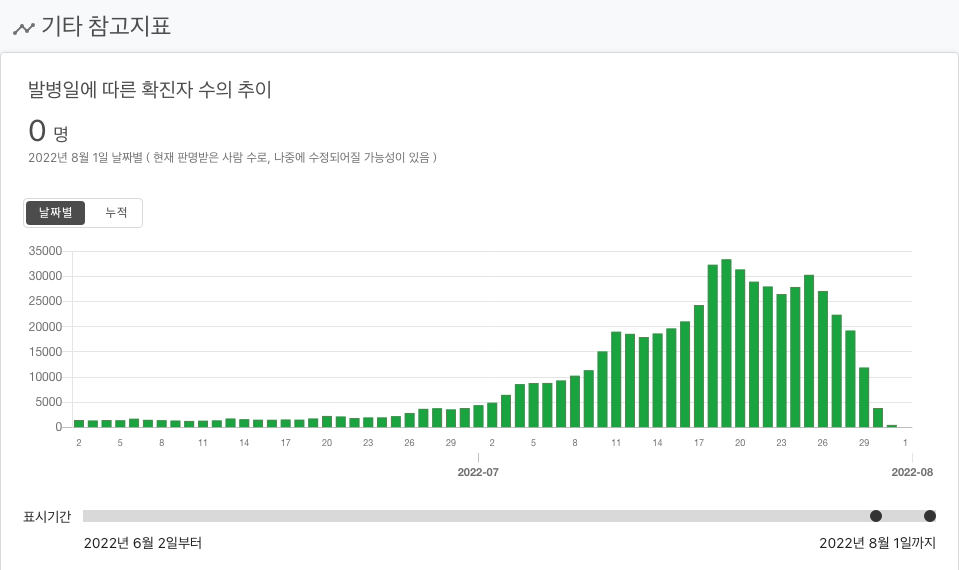 기타 참고지표
발병일에 따른 확진자 수의 추이
0 명
2022년 8월 1일 날짜별 ( 현재 판명받은 사람 수로, 나중에 수정되어질 가능성이 있음 )
날짜별 누적
35000
30000
25000
20000
15000
10000
5000
0
2 5 8 11 14 17 20 23 26 29 2 5 8 11 14 17 20 23 26 29 1
2022-07 2022-08
표시기간
2022년 6월 2일부터 2022년 8월 1일까지